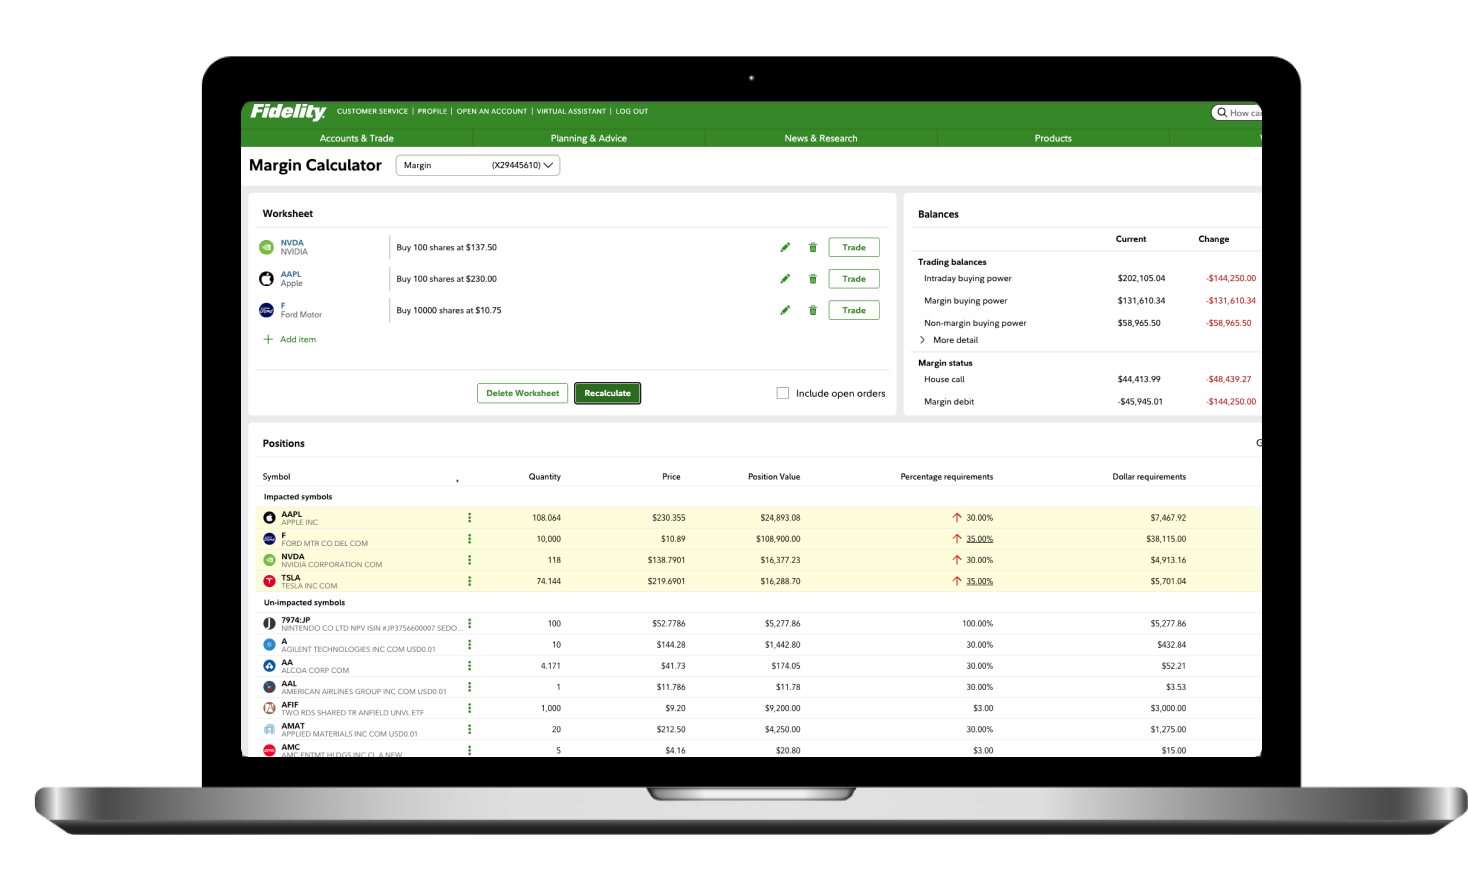 Fidelity CUSTOMER SERVICE | PROFILE | OPEN AN ACCOUNT | VIRTUAL ASSISTANT | LOG OUT How ca
Accounts & Trade Planning & Advice News & Research Products
Margin Calculator Margin (X29445610)
Worksheet
NVDA
NVIDIA
Buy 100 shares at $137.50 Trade
AAPL
Apple
Buy 100 shares at $230.00 Trade
F
Ford Motor
Buy 10000 shares at $10.75 Trade
+ Add item
Delete Worksheet Recalculate Include open orders
Balances
Current Change
Trading balances
Intraday buying power $202,105.04 -$144,250.00
Margin buying power $131,610.34 -$131,610.34
Non-margin buying power $58,965.50 -$58,965.50
More detail
Margin status
House call $44,413.99 -$48,439.27
Margin debit -$45,945.01 -$144,250.00
Positions
Symbol Quantity Price Position Value Percentage requirements Dollar requirements
Impacted symbols
AAPL 108.064 $230.355 $24,893.08 30.00% $7,467.92
APPLE INC
F 10,000 $10.89 $108,900.00 35.00% $38,115.00
FORD MTR CO DEL COM
NVDA 118 $138.7901 $16,377.23 30.00% $4,913.16
NVIDIA CORPORATION COM
TSLA 74.144 $219.6901 $16,288.70 35.00% $5,701.04
TESLA INC COM
Un-impacted symbols
7974:JP 100 $52.7786 $5,277.86 100.00% $5,277.86
NINTENDO CO LTD NPV ISIN #JP3756600007 SEDO...
A 10 $144.28 $1,442.80 30.00% $432.84
AGILENT TECHNOLOGIES INC COM USD0.01
AA 4.171 $41.73 $174.05 30.00% $52.21
ALCOA CORP COM
AAL 1 $11.786 $11.78 30.00% $3.53
AMERICAN AIRLINES GROUP INC COM USD0.01
AFIF 1,000 $9.20 $9,200.00 $3.00 $3,000.00
TWO RDS SHARED TR ANFIELD UNVL ETF
AMAT 20 $212.50 $4,250.00 30.00% $1,275.00
APPLIED MATERIALS INC COM USD0.01
AMC 5 $4.16 $20.80 $3.00 $15.00
AMC ENTMT HLDGS INC CL A NEW